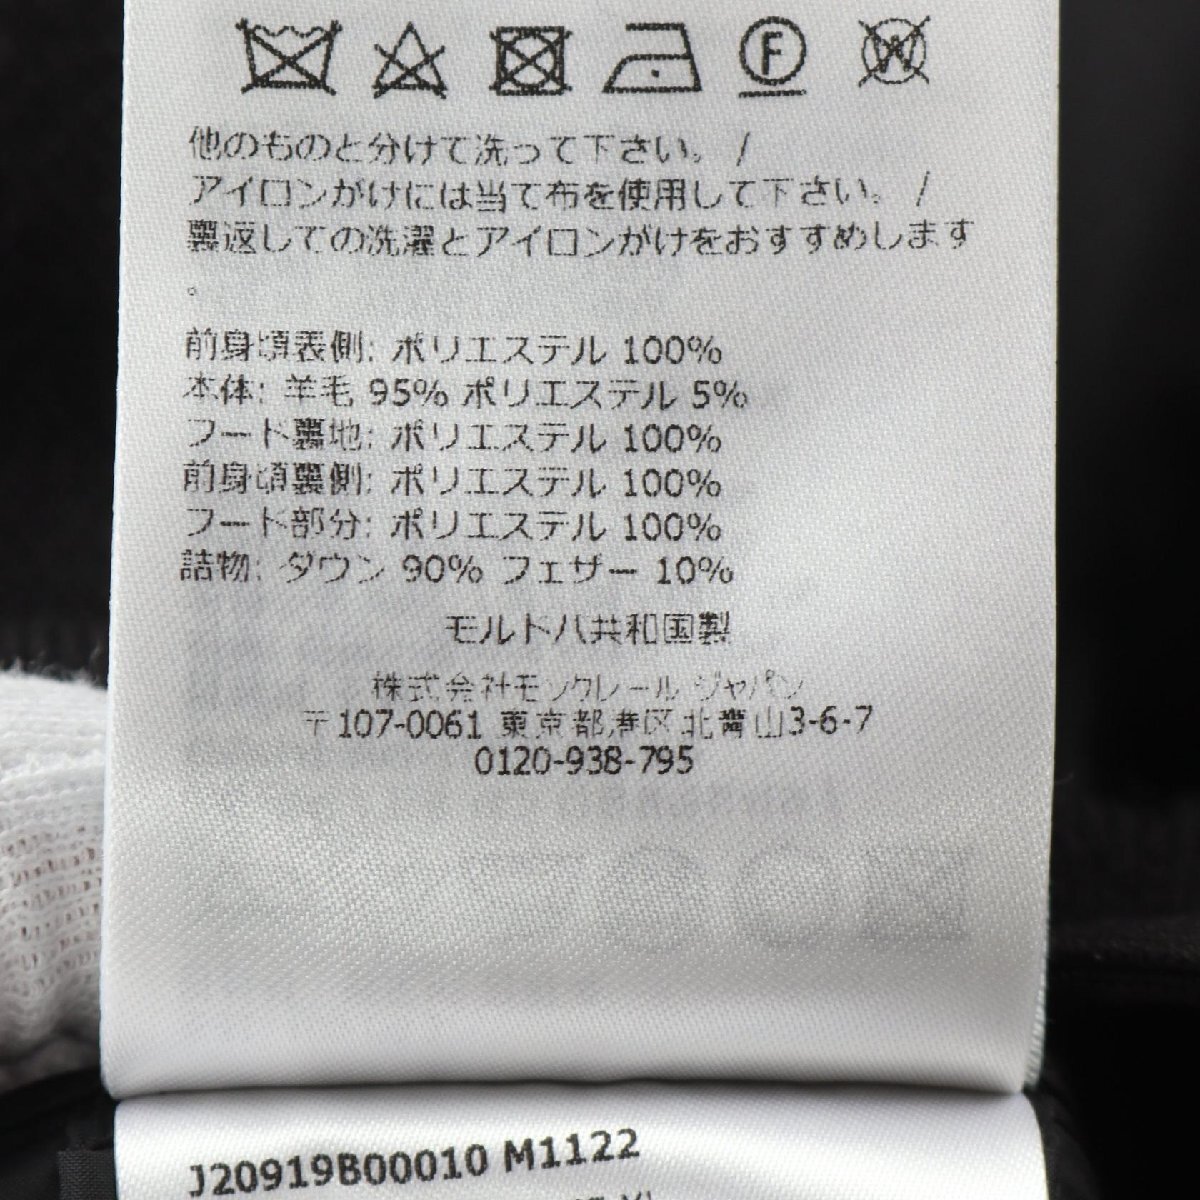 F W
他のものと分けて洗って下さい。 /
アイロンがけには当て布を使用して下さい。 /
裏返しての洗濯とアイロンがけをおすすめします
。
前身頃表側: ポリエステル 100%
本体: 羊毛 95% ポリエステル 5%
フード裏地: ポリエステル 100%
前身頃裏側: ポリエステル 100%
フード部分: ポリエステル 100%
詰物: ダウン 90% フェザー 10%
モルドバ共和国製
株式会社モンクレール ジャパン
〒107-0061 東京都港区北青山3-6-7
0120-938-795
J20919B00010 M1122